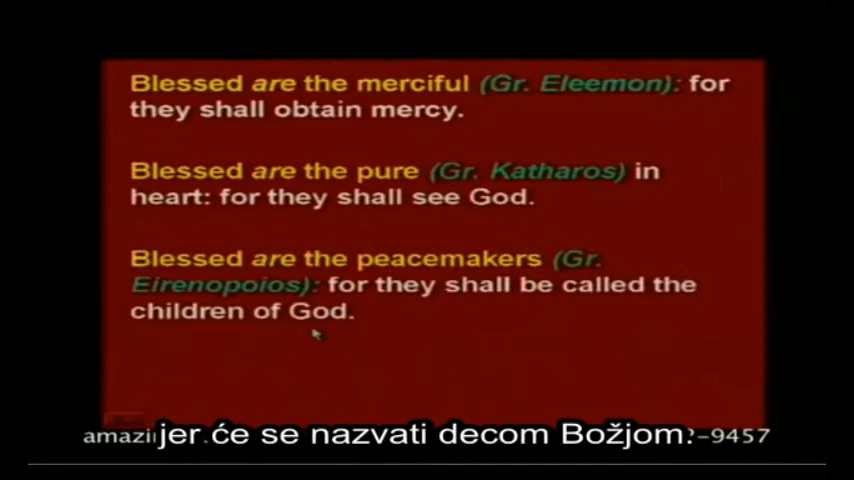 Blessed are the merciful (Gr. Eleemon): for
they shall obtain mercy.
Blessed are the pure (Gr. Katharos) in
heart: for they shall see God.
Blessed are the peacemakers (Gr.
Eirenopoios): for they shall be called the
children of God.
jer će se nazvati decom Božjom.
-9457